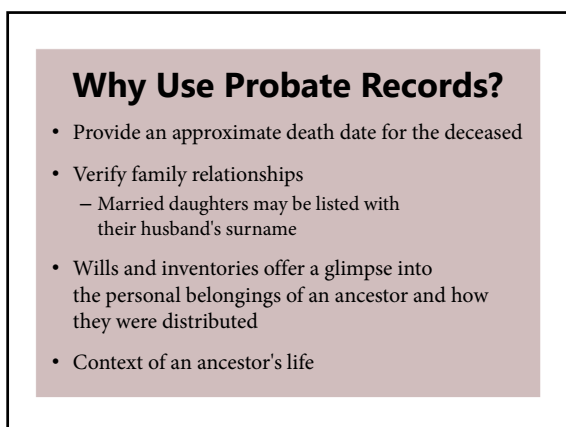 Why Use Probate Records?
• Provide an approximate death date for the deceased
• Verify family relationships
– Married daughters may be listed with
their husband's surname
• Wills and inventories offer a glimpse into
the personal belongings of an ancestor and how
they were distributed
• Context of an ancestor's life